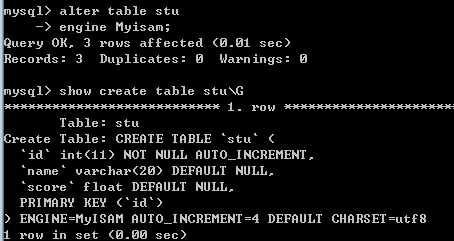 mysql> alter table stu
    -> engine Myisam;
Query OK, 3 rows affected (0.01 sec)
Records: 3  Duplicates: 0  Warnings: 0

mysql> show create table stu\G
*************************** 1. row ***************************
       Table: stu
Create Table: CREATE TABLE `stu` (
  `id` int(11) NOT NULL AUTO_INCREMENT,
  `name` varchar(20) DEFAULT NULL,
  `score` float DEFAULT NULL,
  PRIMARY KEY (`id`)
) ENGINE=MyISAM AUTO_INCREMENT=4 DEFAULT CHARSET=utf8
1 row in set (0.00 sec)